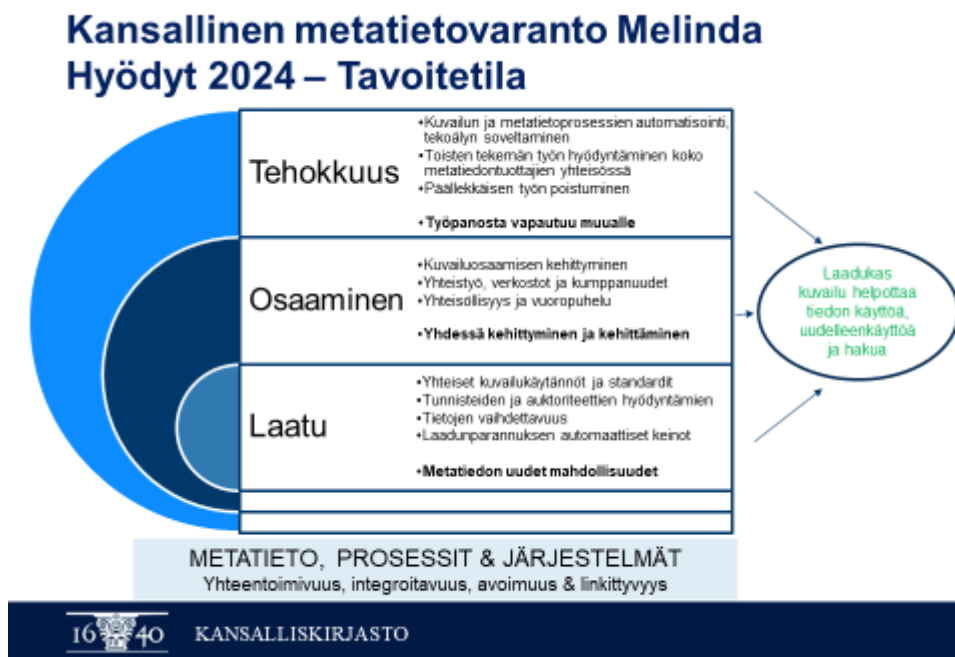 Kansallinen metatietovaranto Melinda
Hyödyt 2024 – Tavoitetila
Tehokkuus
•Kuvailun ja metatietoprosessien automatisointi,
tekoälyn soveltaminen
•Toisten tekemän työn hyödyntäminen koko
metatiedontuottajien yhteisössä
•Päällekkäisen työn poistuminen
•Työpanosta vapautuu muualle
Osaaminen
•Kuvailuosaamisen kehittyminen
•Yhteistyö, verkostot ja kumppanuudet
•Yhteisöllisyys ja vuoropuhelu
•Yhdessä kehittyminen ja kehittäminen
Laatu
•Yhteiset kuvailukäytännöt ja standardit
•Tunnisteiden ja auktoriteettien hyödyntämien
•Tietojen vaihdettavuus
•Laadunparannuksen automaattiset keinot
•Metatiedon uudet mahdollisuudet
Laadukas
kuvailu helpottaa
tiedon käyttöä,
uudelleenkäyttöä
ja hakua
METATIETO, PROSESSIT & JÄRJESTELMÄT
Yhteentoimivuus, integroitavuus, avoimuus & linkittyvyys
16 40 KANSALLISKIRJASTO